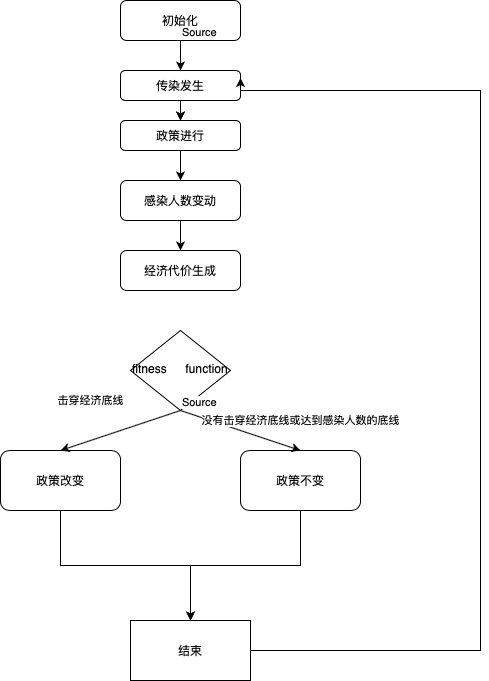 初始化
Source
传染发生
政策进行
感染人数变动
经济代价生成
fitness function
Source
击穿经济底线
没有击穿经济底线或达到感染人数的底线
政策改变
政策不变
结束